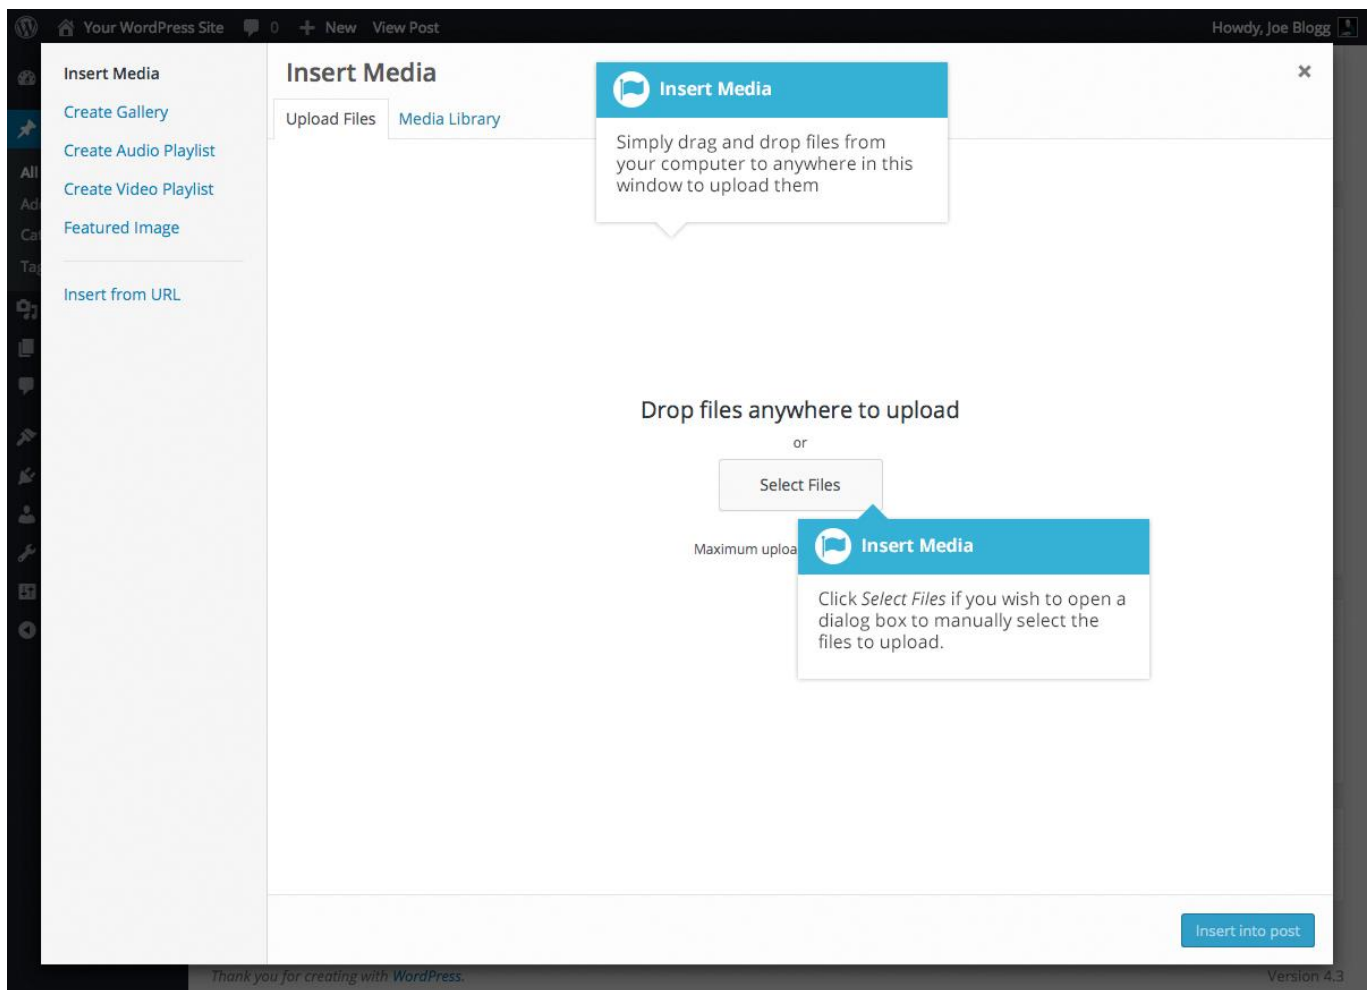 Your WordPress Site 0 New View Post Howdy, Joe Blogg
Insert Media
Create Gallery
Create Audio Playlist
Create Video Playlist
Featured Image
Insert from URL
All
Insert Media
Upload Files Media Library
Insert Media
Simply drag and drop files from
your computer to anywhere in this
window to upload them
Drop files anywhere to upload
or
Select Files
Maximum
Insert Media
Click Select Files if you wish to open a
dialog box to manually select the
files to upload.
Insert into post
Thank you for creating with WordPress. Version 4.3